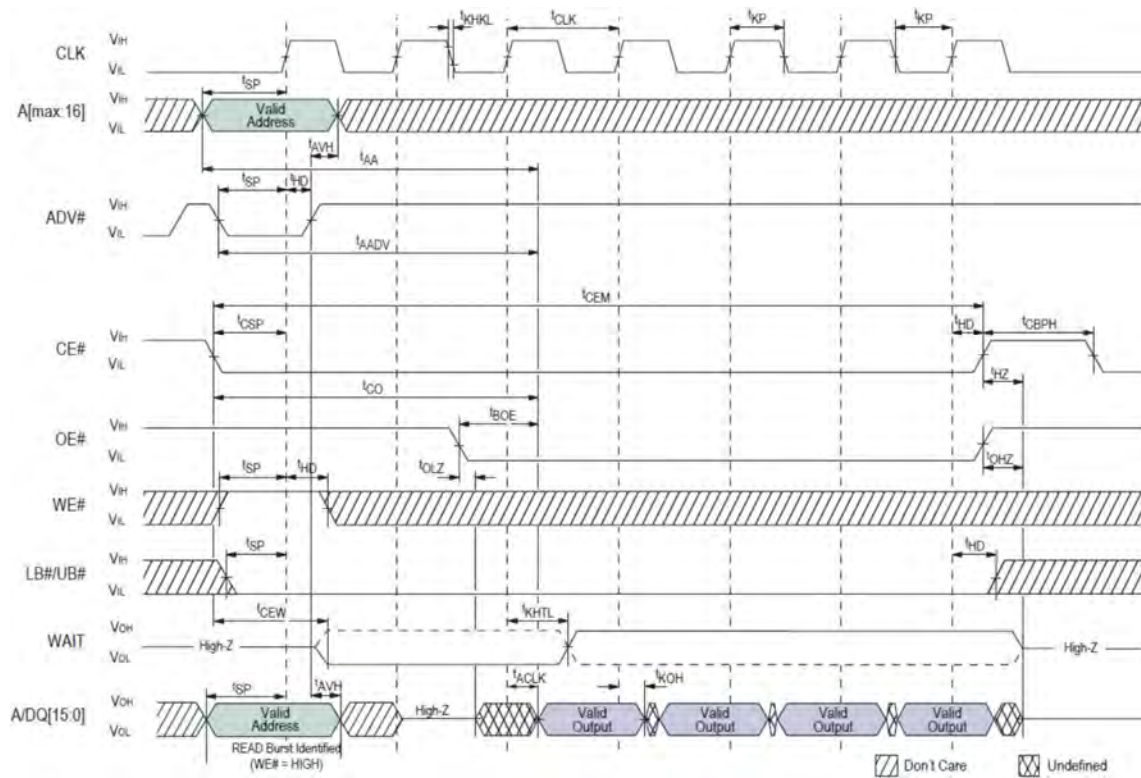 tKHKL tCLK tKP tKP
CLK VIH
VIL
tSP
A[max:16] VIH
VIL
Valid
Address
tAVH
tAA
tSP tHD
ADV# VIH
VIL
tAADV
tCEM
tCSP tHD tCBPH
CE# VIH
VIL
tHZ
tCO
tBOE
OE# VIH
VIL
tOLZ tOHZ
tSP tHD
WE# VIH
VIL
tSP tHD
LB#/UB# VIH
VIL
tCEW tKHTL
WAIT VOH
VOL
High-Z High-Z
tSP tAVH tACLK tKOH
A/DQ[15:0] VOH
VOL
Valid
Address
High-Z
Valid
Output
Valid
Output
Valid
Output
Valid
Output
READ Burst Identified
(WE# = HIGH)
Don't Care Undefined